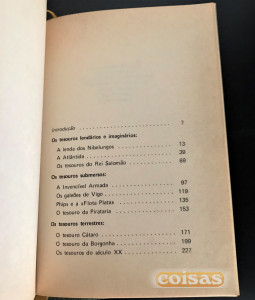 Introdução 1
Os tesouros lendários e imaginários:
A lenda dos Nibelungos 13
A Atlântida 39
Os tesouros do Rei Salomão 69
Os tesouros submersos:
A Invencível Armada 97
Os galeões de Vigo 119
Phips e a «Flota Plata» 135
O tesouro da Pirataria 153
Os tesouros terrestres:
O tesouro Cátaro 171
O tesouro da Borgonha 199
Os tesouros do século XX 227
coisas